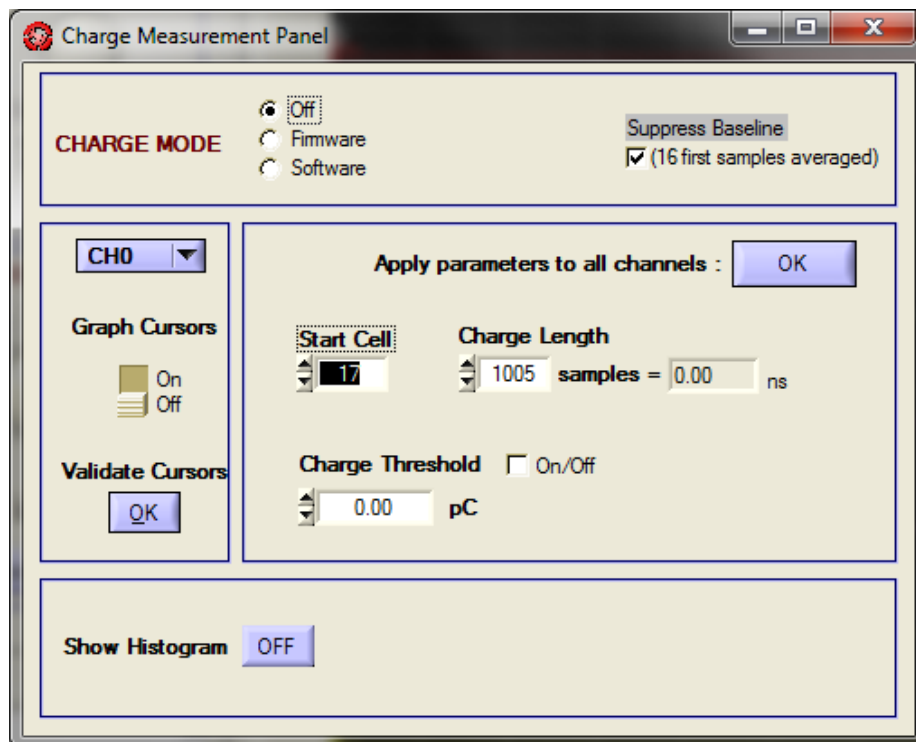 Charge Measurement Panel
CHARGE MODE
Off
Firmware
Software
Suppress Baseline
(16 first samples averaged)
CH0
Graph Cursors
On
Off
Validate Cursors
OK
Apply parameters to all channels : OK
Start Cell
17
Charge Length
1005 samples = 0.00 ns
Charge Threshold On/Off
0.00 pC
Show Histogram OFF